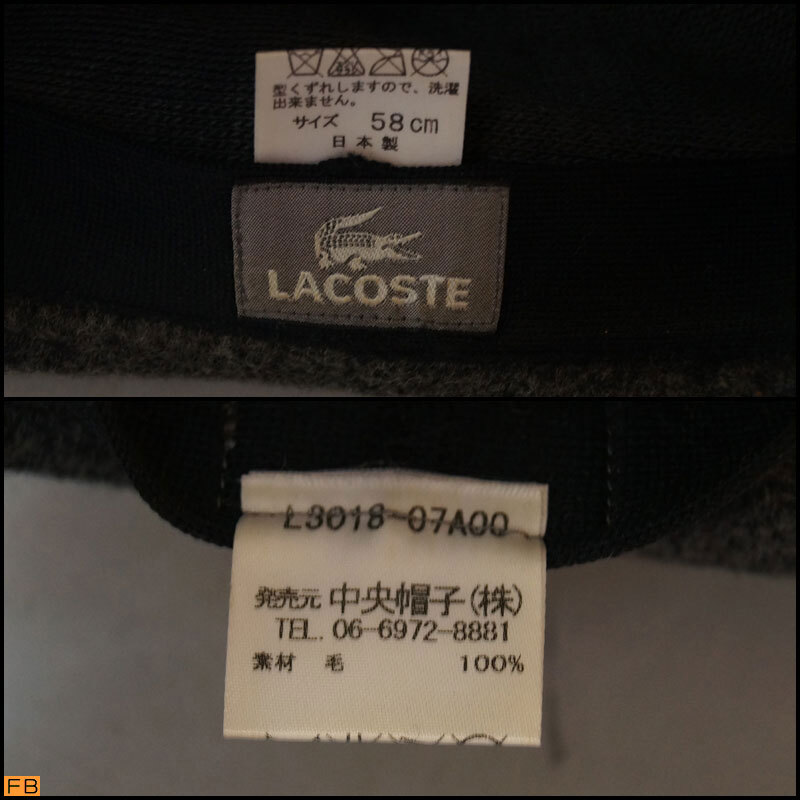 型くずれしますので、洗濯
出来ません。
サイズ 58cm
日本製
LACOSTE
L3018-07A00
発売元 中央帽子(株)
TEL. 06-6972-8881
素材 毛 100%
FB